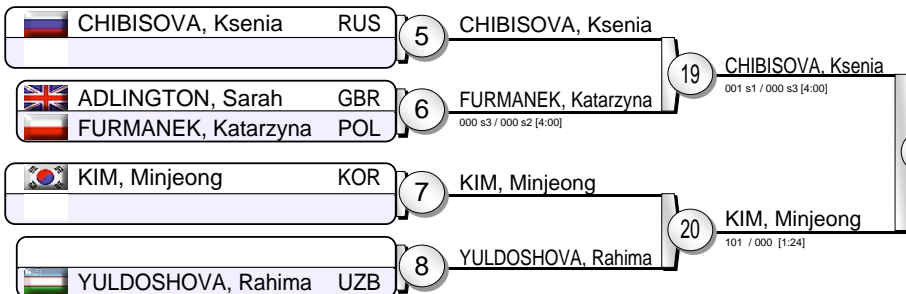 CHIBISOVA, Ksenia RUS
5
CHIBISOVA, Ksenia
ADLINGTON, Sarah GBR
FURMANEK, Katarzyna POL
6
FURMANEK, Katarzyna
000 s3 / 000 s2 [4:00]
19
CHIBISOVA, Ksenia
001 s1 / 000 s3 [4:00]
KIM, Minjeong KOR
7
KIM, Minjeong
YULDOSHOVA, Rahima UZB
8
YULDOSHOVA, Rahima
20
KIM, Minjeong
101 / 000 [1:24]